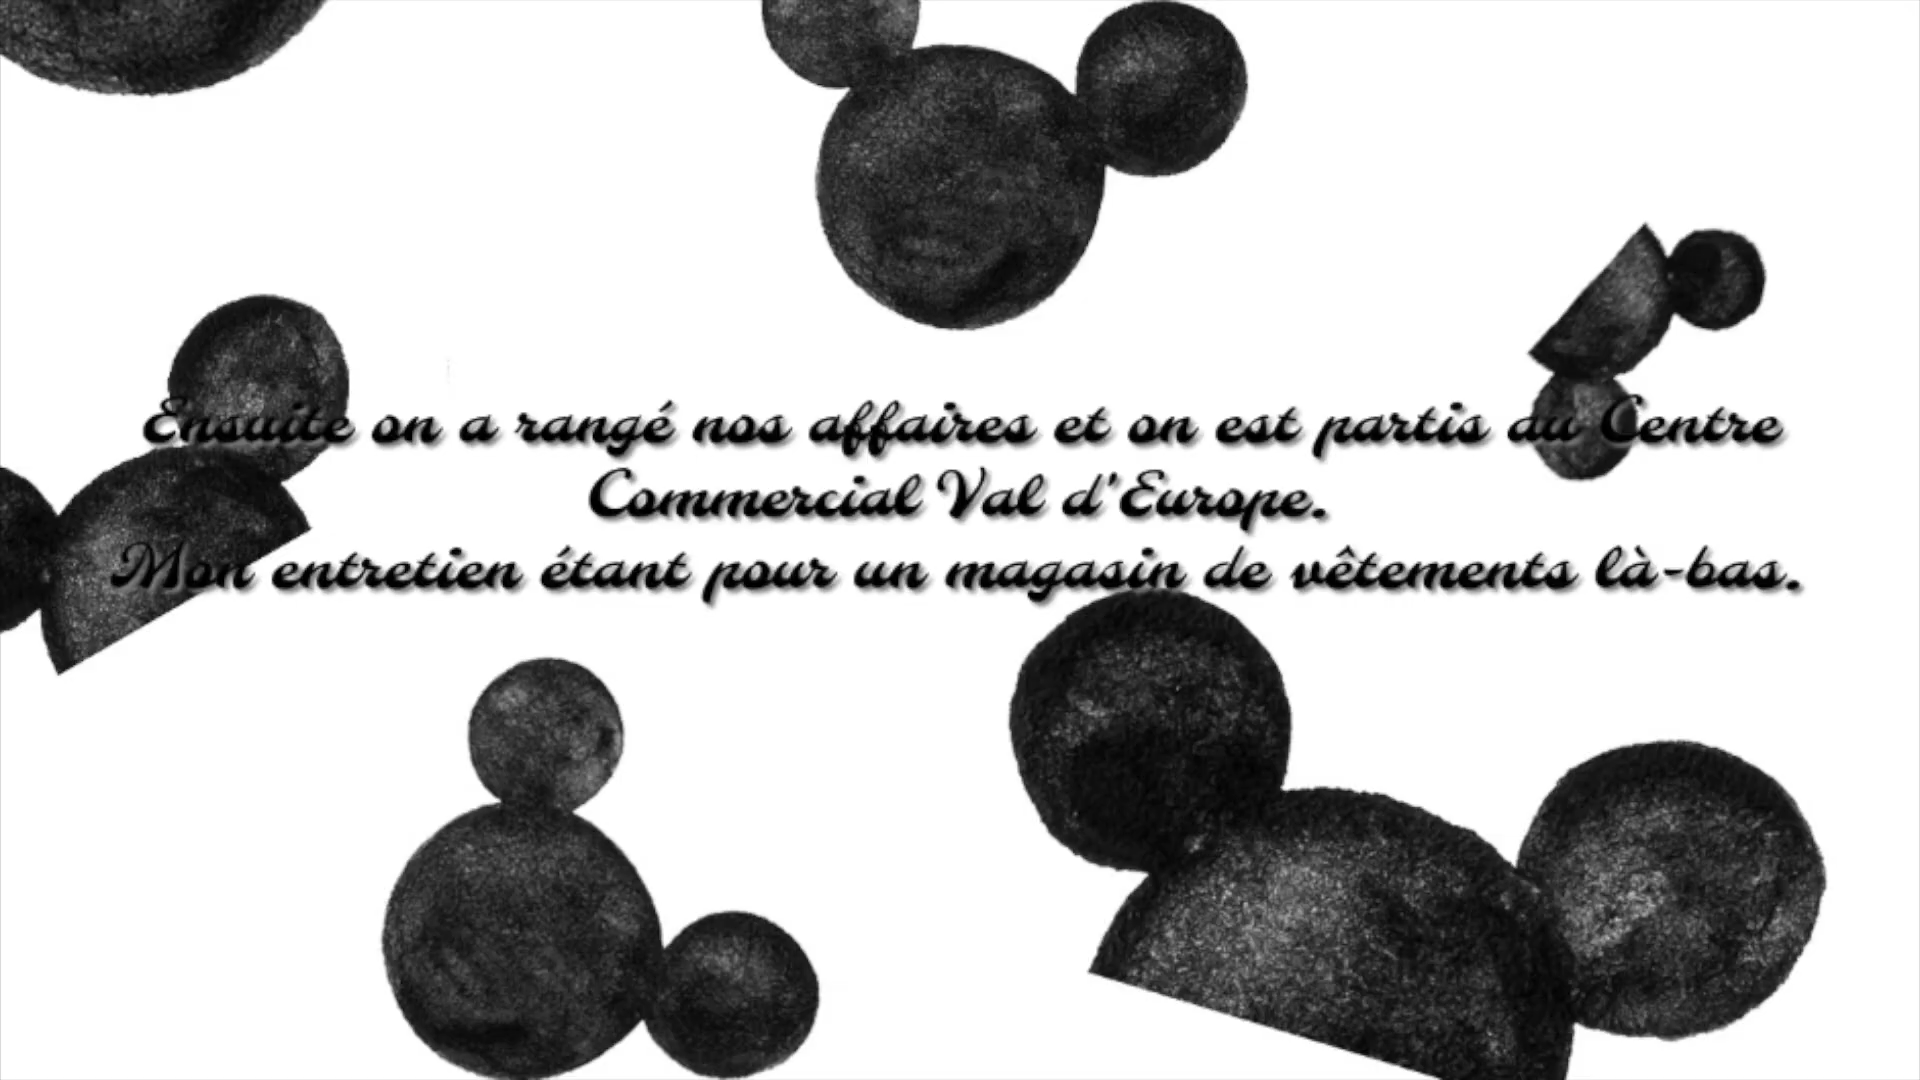 Ensuite on a rangé nos affaires et on est partis au Centre
Commercial Val d'Europe.
Mon entretien étant pour un magasin de vêtements là-bas.